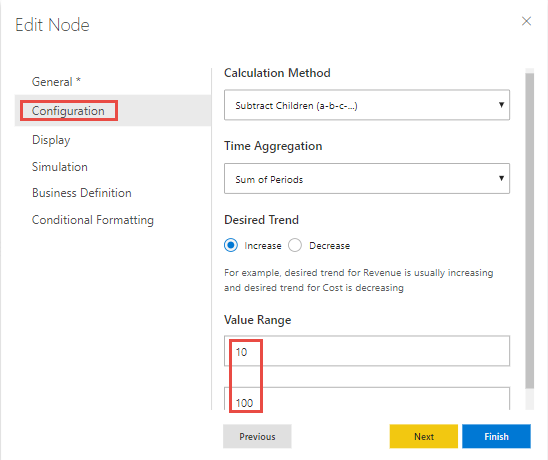 Edit Node
General *
Configuration
Display
Simulation
Business Definition
Conditional Formatting
Calculation Method
Subtract Children (a-b-c-...)
Time Aggregation
Sum of Periods
Desired Trend
Increase
Decrease
For example, desired trend for Revenue is usually increasing
and desired trend for Cost is decreasing
Value Range
10
100
Previous
Next
Finish